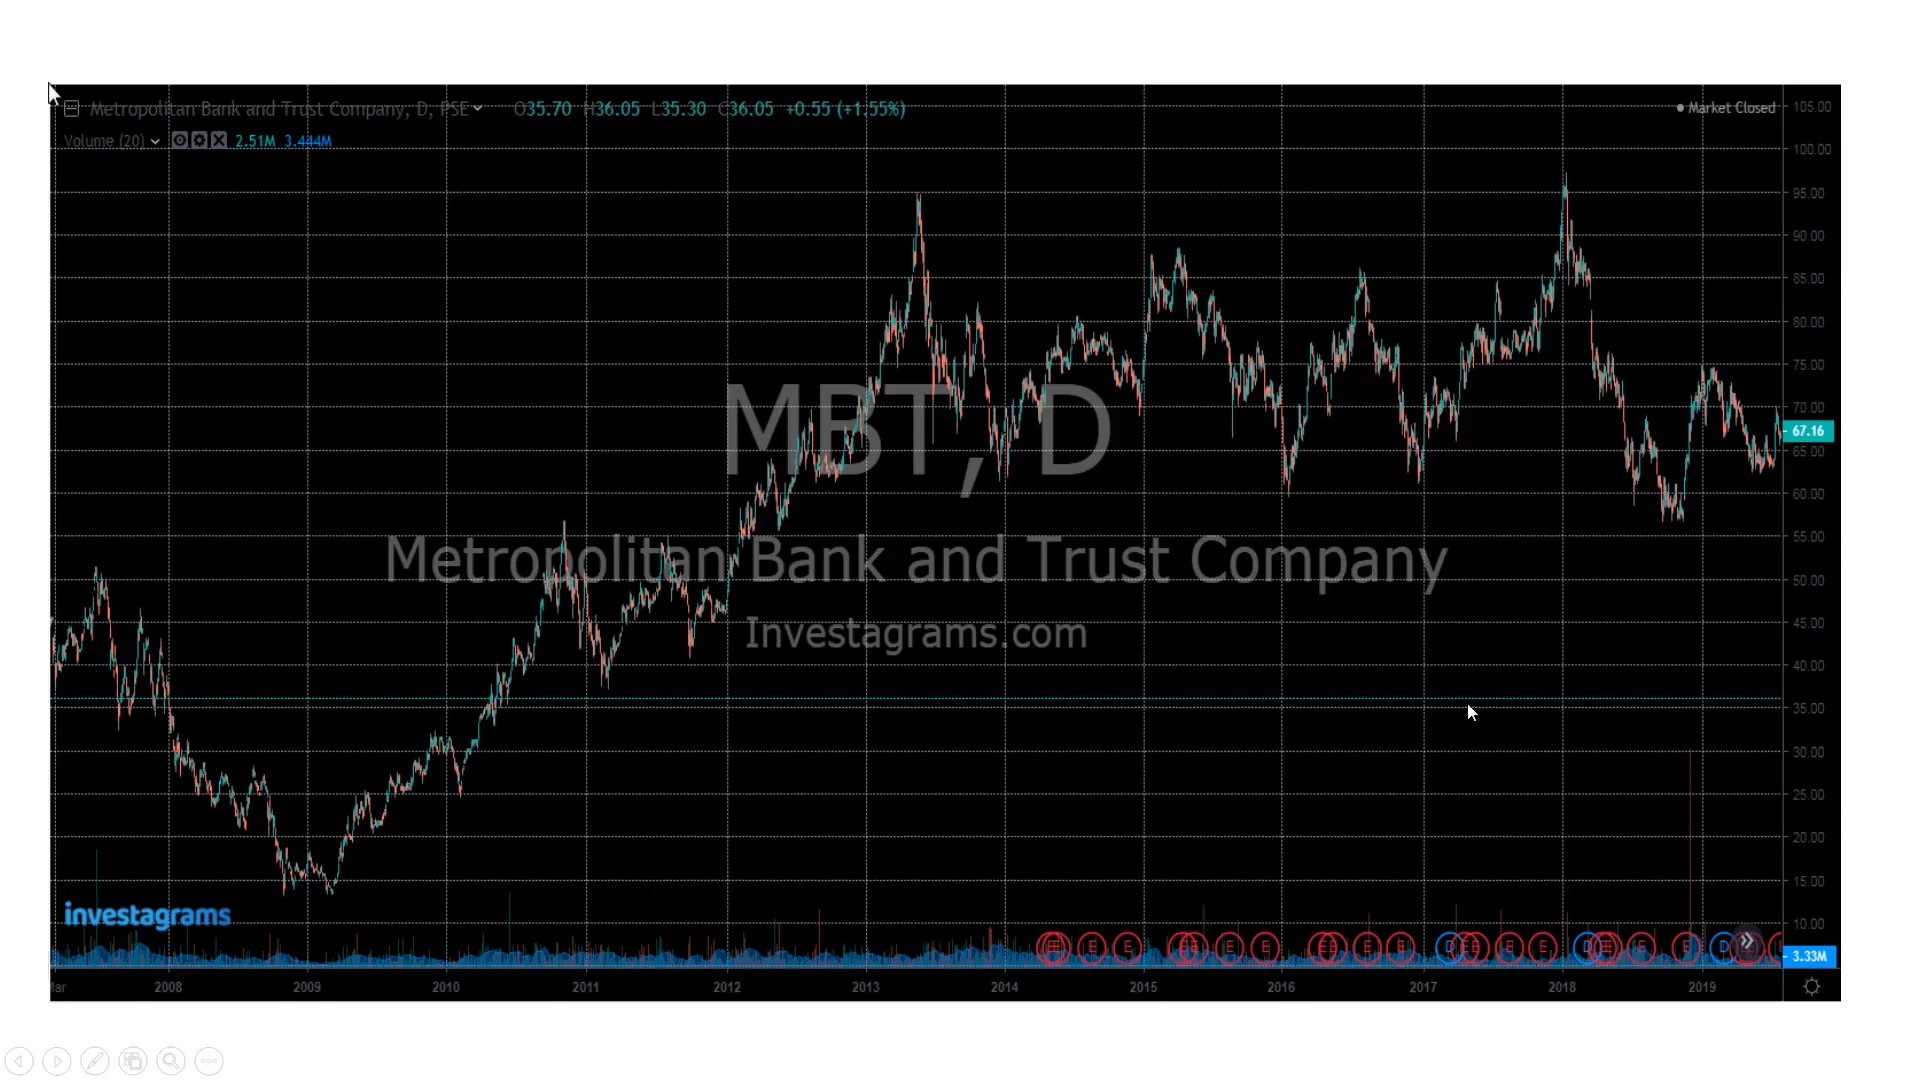 Metropolitan Bank and Trust Company, D, PSE O35.70 H36.05 L35.30 C36.05 +0.55 (+1.55%)
Market Closed
Volume (20) 2.51M 3.444M
105.00
100.00
95.00
90.00
85.00
80.00
75.00
70.00
67.16
65.00
60.00
55.00
50.00
45.00
40.00
35.00
30.00
25.00
20.00
15.00
10.00
3.33M
MBT, D
Metropolitan Bank and Trust Company
Investagrams.com
investagrams
E E E E E E E E E E D E E E E D E E E E D
2008 2009 2010 2011 2012 2013 2014 2015 2016 2017 2018 2019